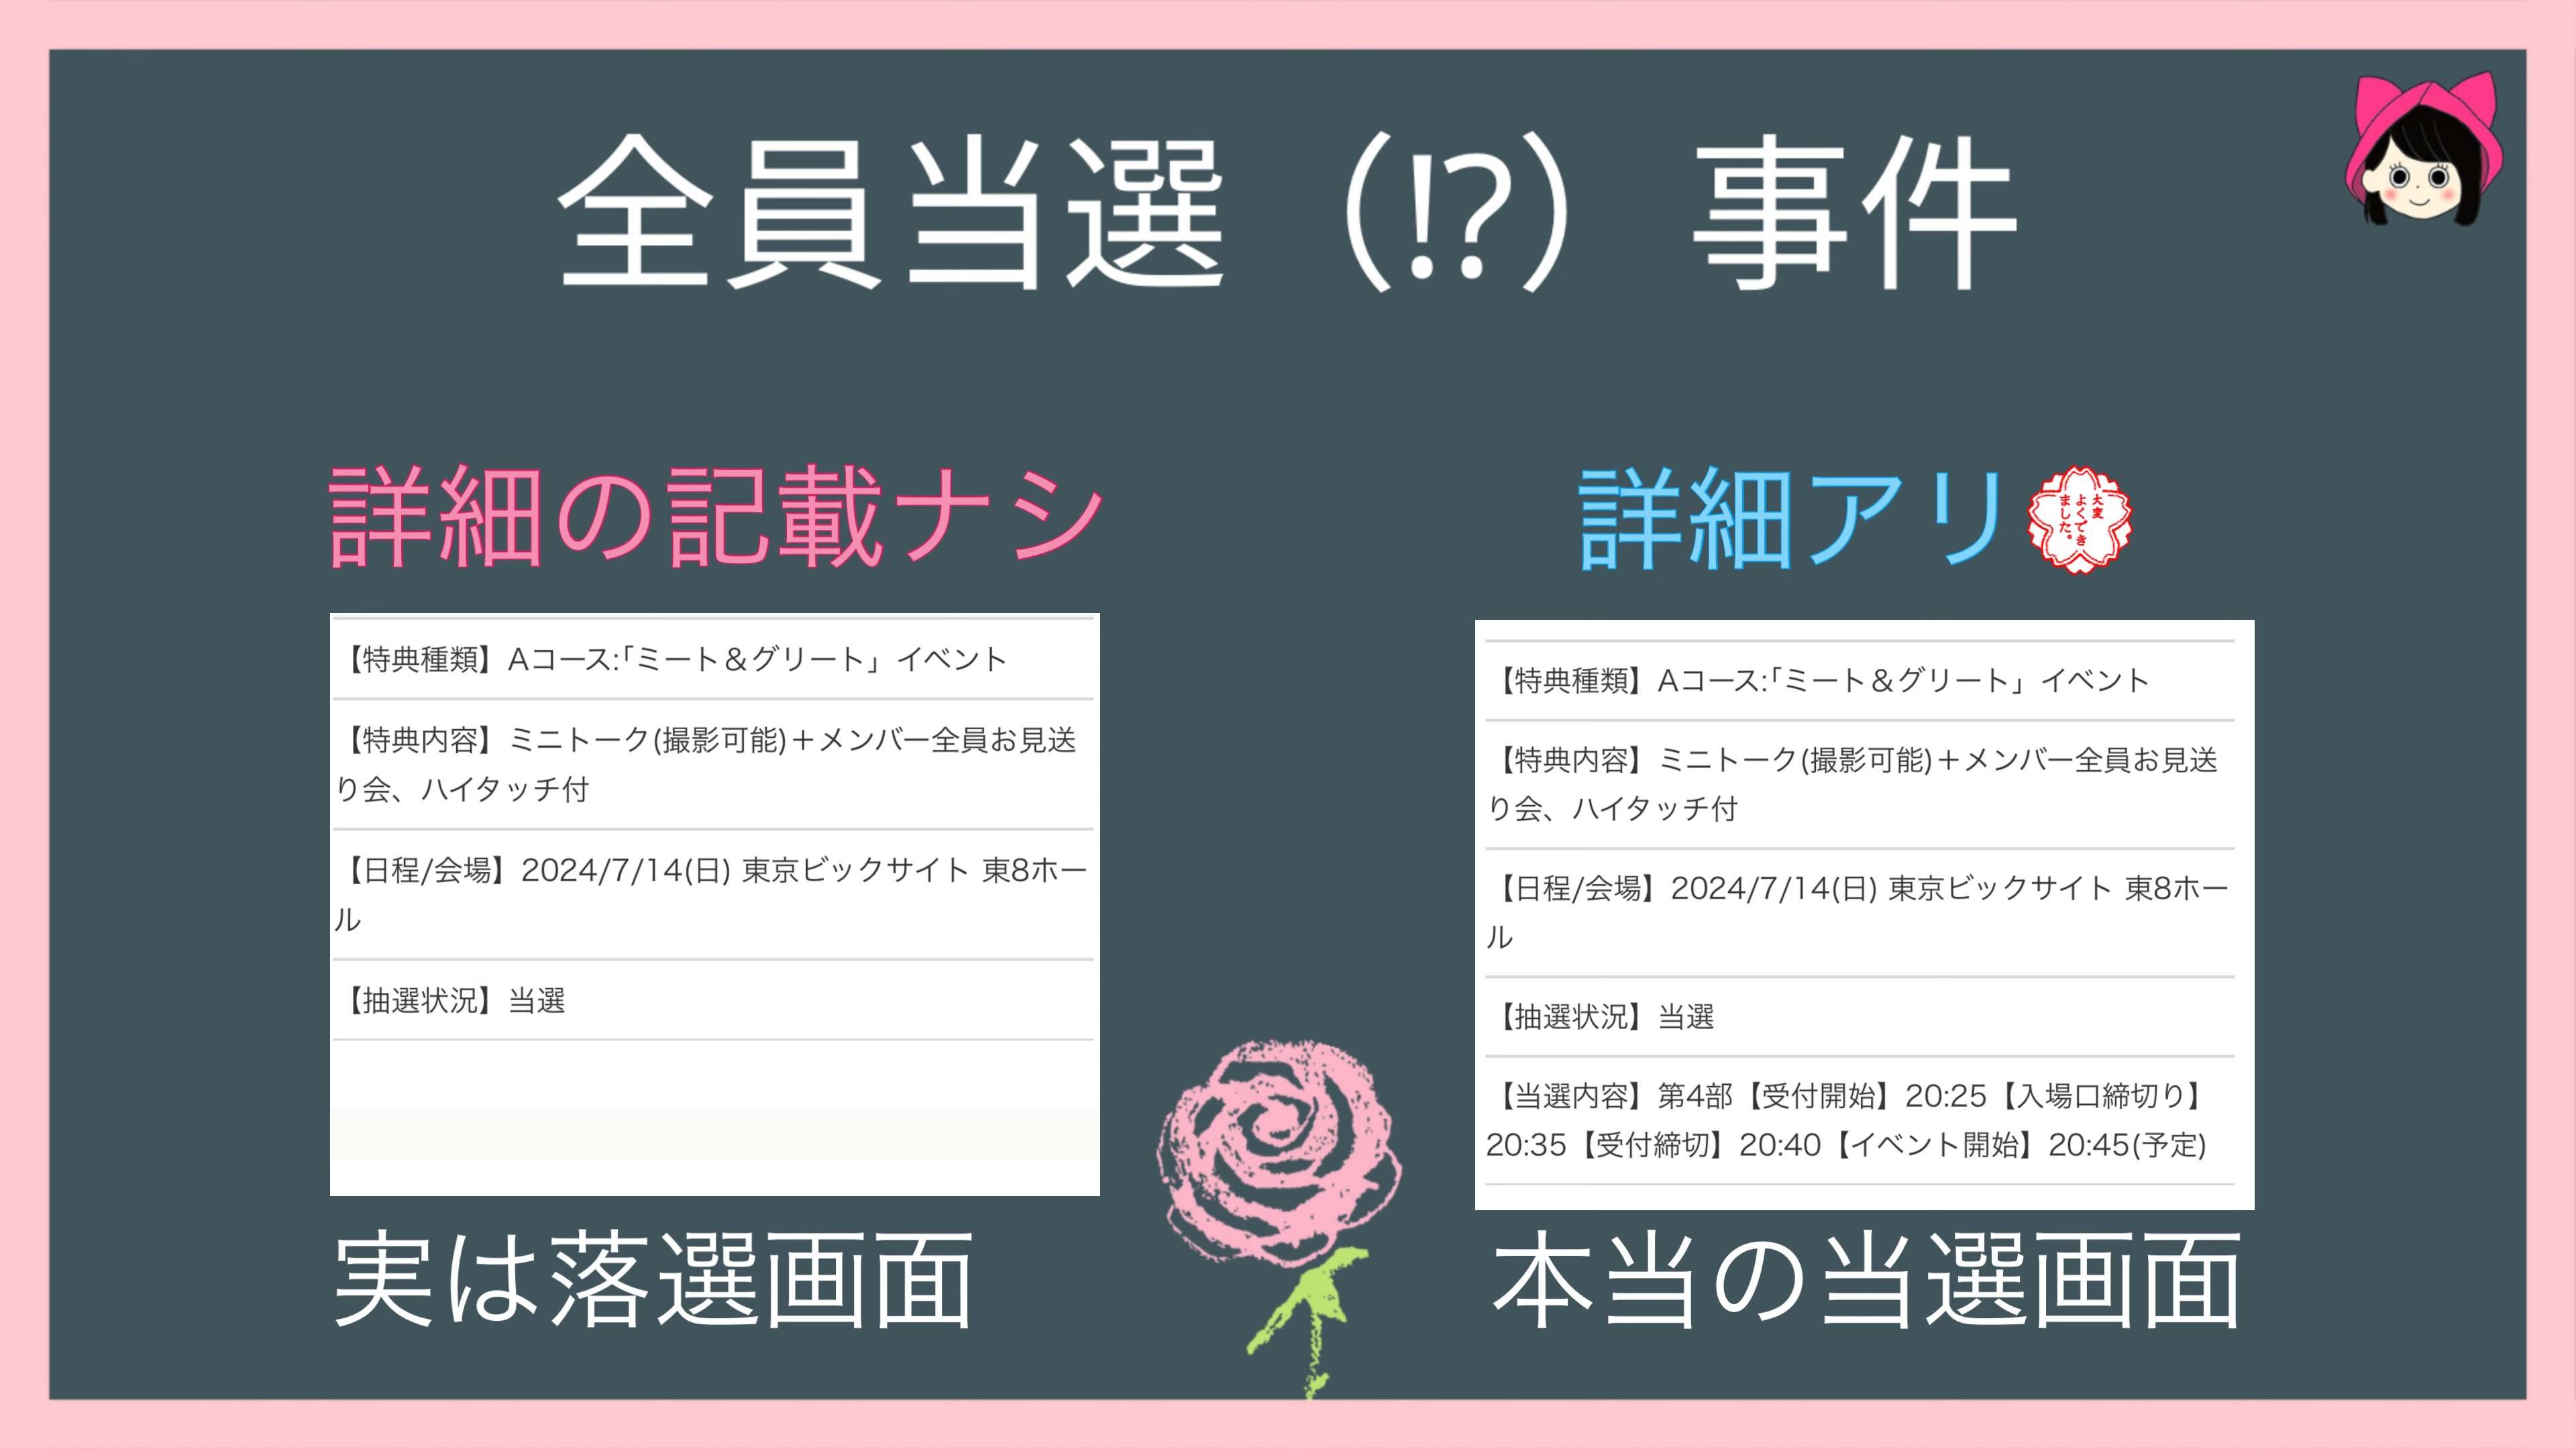 全員当選（⁉）事件
詳細の記載ナシ
【特典種類】Aコース:「ミート＆グリート」イベント
【特典内容】ミニトーク(撮影可能)＋メンバー全員お見送
り会、ハイタッチ付
【日程/会場】2024/7/14(日) 東京ビックサイト 東8ホー
ル
【抽選状況】当選
実は落選画面
詳細アリ
大変
よくでき
ました。
【特典種類】Aコース:「ミート＆グリート」イベント
【特典内容】ミニトーク(撮影可能)＋メンバー全員お見送
り会、ハイタッチ付
【日程/会場】2024/7/14(日) 東京ビックサイト 東8ホー
ル
【抽選状況】当選
【当選内容】第4部【受付開始】20:25【入場口締切り】
20:35【受付締切】20:40【イベント開始】20:45(予定)
本当の当選画面